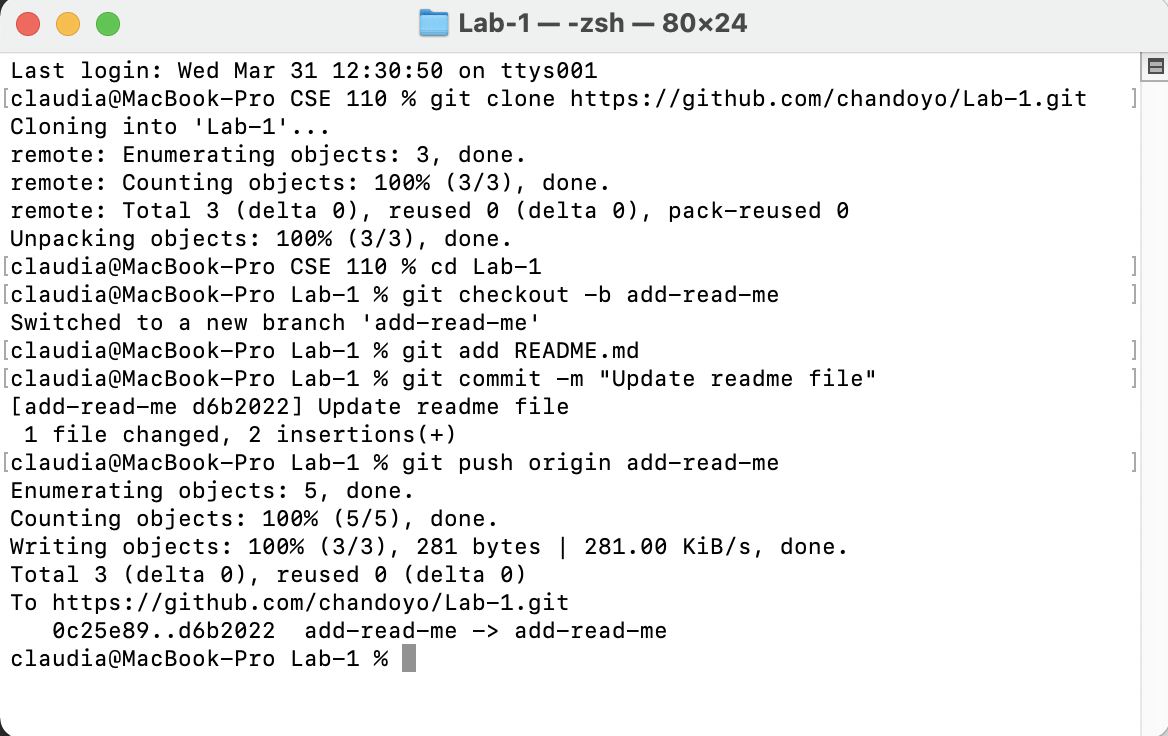 Lab-1 — -zsh — 80×24
Last login: Wed Mar 31 12:30:50 on ttys001
[claudia@MacBook-Pro CSE 110 % git clone https://github.com/chandoyo/Lab-1.git ]
Cloning into 'Lab-1'...
remote: Enumerating objects: 3, done.
remote: Counting objects: 100% (3/3), done.
remote: Total 3 (delta 0), reused 0 (delta 0), pack-reused 0
Unpacking objects: 100% (3/3), done.
[claudia@MacBook-Pro CSE 110 % cd Lab-1 ]
[claudia@MacBook-Pro Lab-1 % git checkout -b add-read-me ]
Switched to a new branch 'add-read-me'
[claudia@MacBook-Pro Lab-1 % git add README.md ]
[claudia@MacBook-Pro Lab-1 % git commit -m "Update readme file" ]
[add-read-me d6b2022] Update readme file
 1 file changed, 2 insertions(+)
[claudia@MacBook-Pro Lab-1 % git push origin add-read-me ]
Enumerating objects: 5, done.
Counting objects: 100% (5/5), done.
Writing objects: 100% (3/3), 281 bytes | 281.00 KiB/s, done.
Total 3 (delta 0), reused 0 (delta 0)
To https://github.com/chandoyo/Lab-1.git
   0c25e89..d6b2022  add-read-me -> add-read-me
claudia@MacBook-Pro Lab-1 %